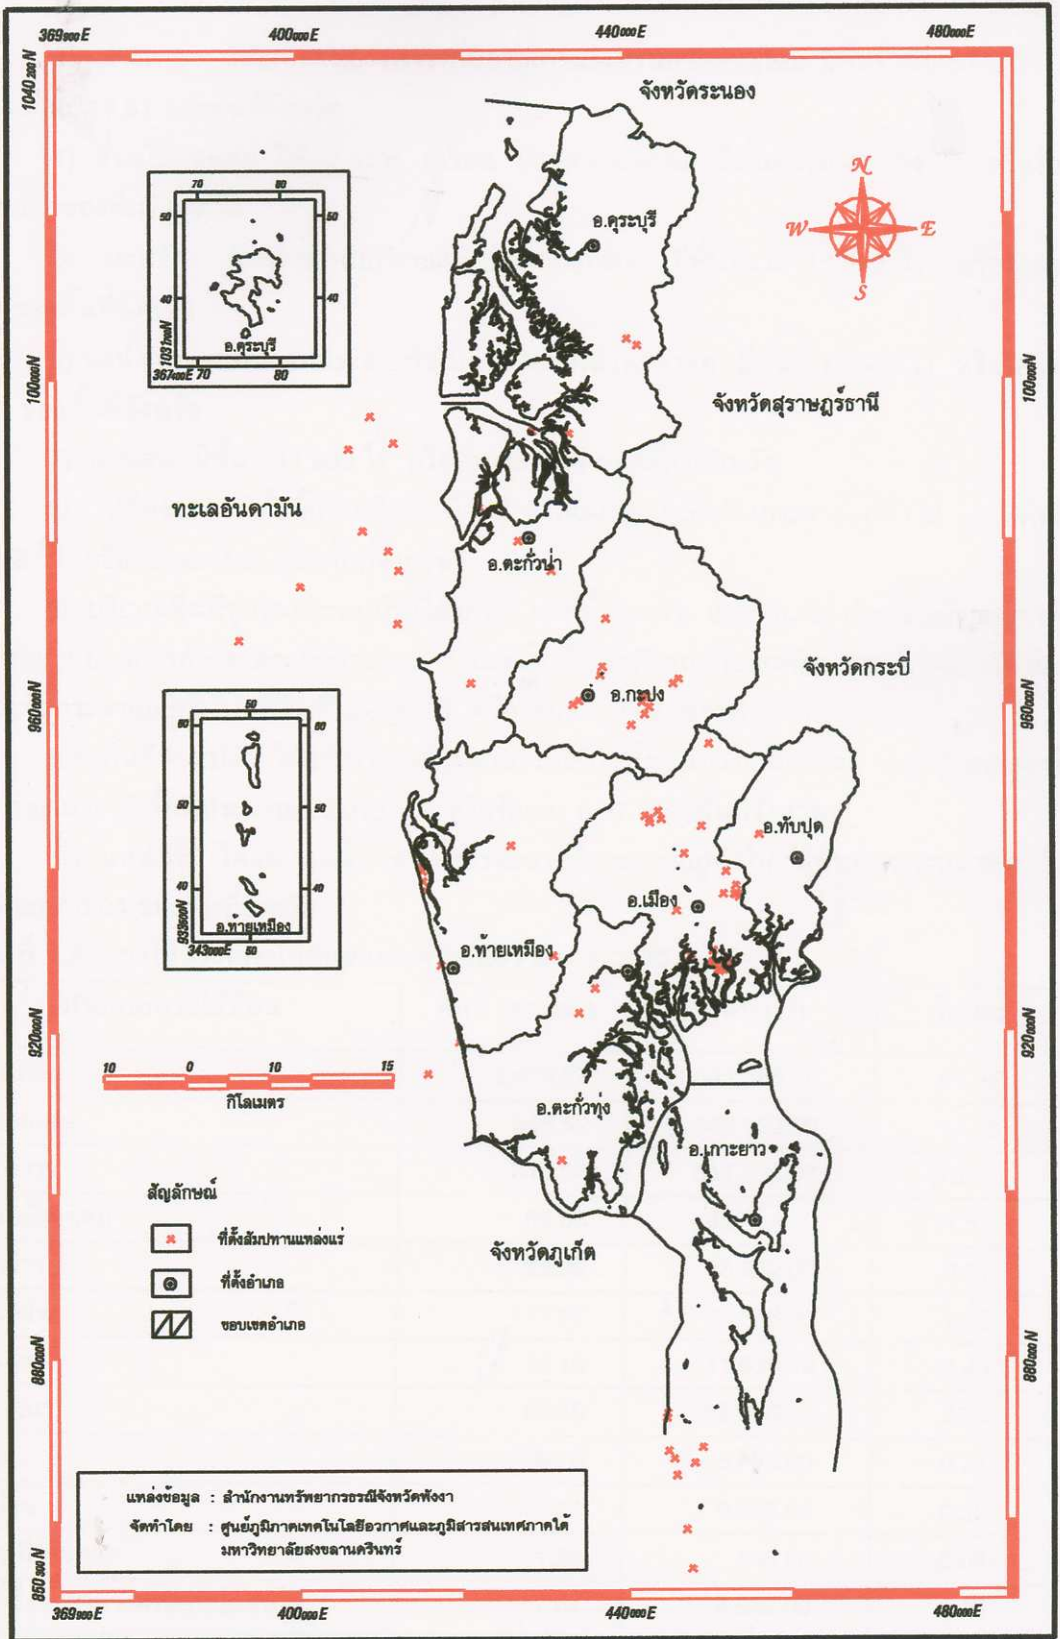 369900E 400000E 440000E 480000E
1040200N
จังหวัดระนอง
N
W E
S
อ.คุระบุรี
70 80
50 50
40 40
1031200N
อ.คุระบุรี
367400E 70 80
100000N 100000N
จังหวัดสุราษฎร์ธานี
ทะเลอันดามัน
อ.ตะกั่วป่า
จังหวัดกระบี่
อ.กะปง
960000N 960000N
50
60 60
50 50
40 40
933600N
อ.ท้ายเหมือง
343000E 50
อ.ทับปุด
อ.เมือง
อ.ท้ายเหมือง
920000N 920000N
10 0 10 15
กิโลเมตร
อ.ตะกั่วทุ่ง
อ.เกาะยาว
สัญลักษณ์
ที่ตั้งสัมปทานแหล่งแร่
ที่ตั้งอำเภอ
ขอบเขตอำเภอ
จังหวัดภูเก็ต
880000N 880000N
แหล่งข้อมูล : สำนักงานทรัพยากรธรณีจังหวัดพังงา
จัดทำโดย : ศูนย์ภูมิภาคเทคโนโลยีอวกาศและภูมิสารสนเทศภาคใต้
มหาวิทยาลัยสงขลานครินทร์
860300N
369900E 400000E 440000E 480000E